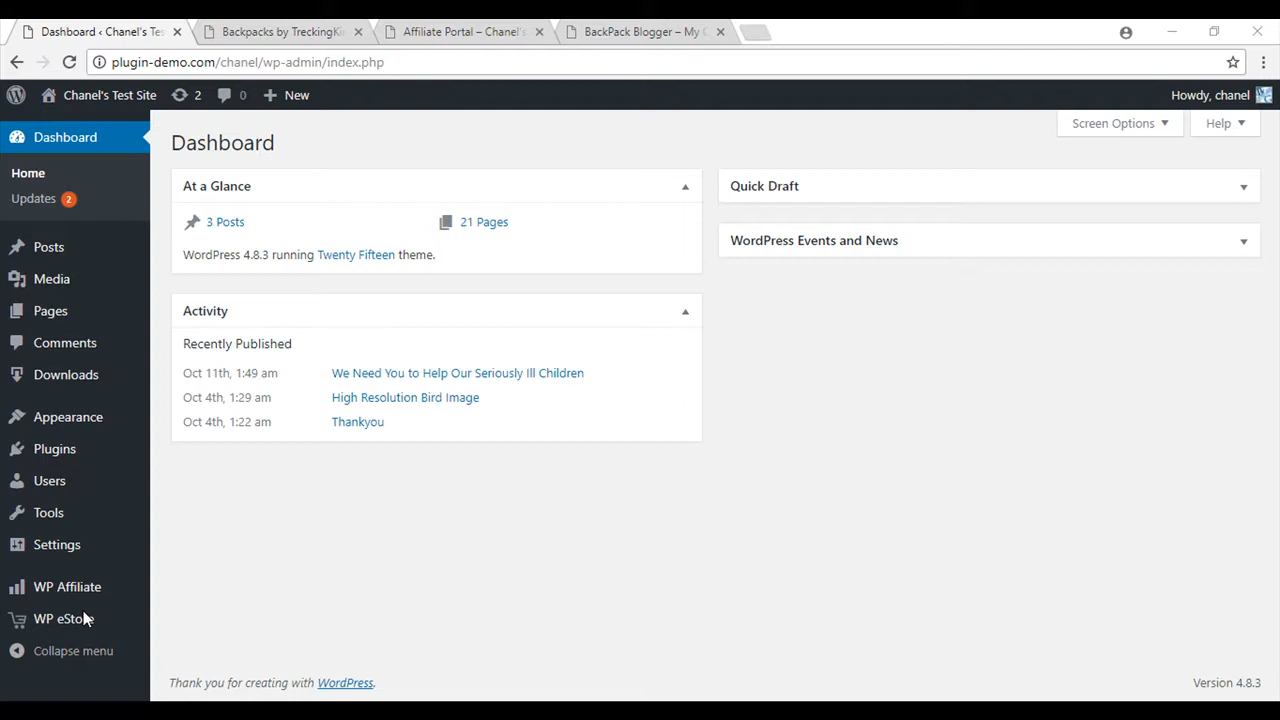 Dashboard ‹ Chanel's Tes
Backpacks by TreckingKin
Affiliate Portal – Chanel's
BackPack Blogger – My C
plugin-demo.com/chanel/wp-admin/index.php
Chanel's Test Site
2
0
New
Howdy, chanel
Dashboard
Home
Updates 2
Posts
Media
Pages
Comments
Downloads
Appearance
Plugins
Users
Tools
Settings
WP Affiliate
WP eStore
Collapse menu
Screen Options
Help
Dashboard
At a Glance
3 Posts
21 Pages
WordPress 4.8.3 running Twenty Fifteen theme.
Activity
Recently Published
Oct 11th, 1:49 am We Need You to Help Our Seriously Ill Children
Oct 4th, 1:29 am High Resolution Bird Image
Oct 4th, 1:22 am Thankyou
Quick Draft
WordPress Events and News
Thank you for creating with WordPress.
Version 4.8.3